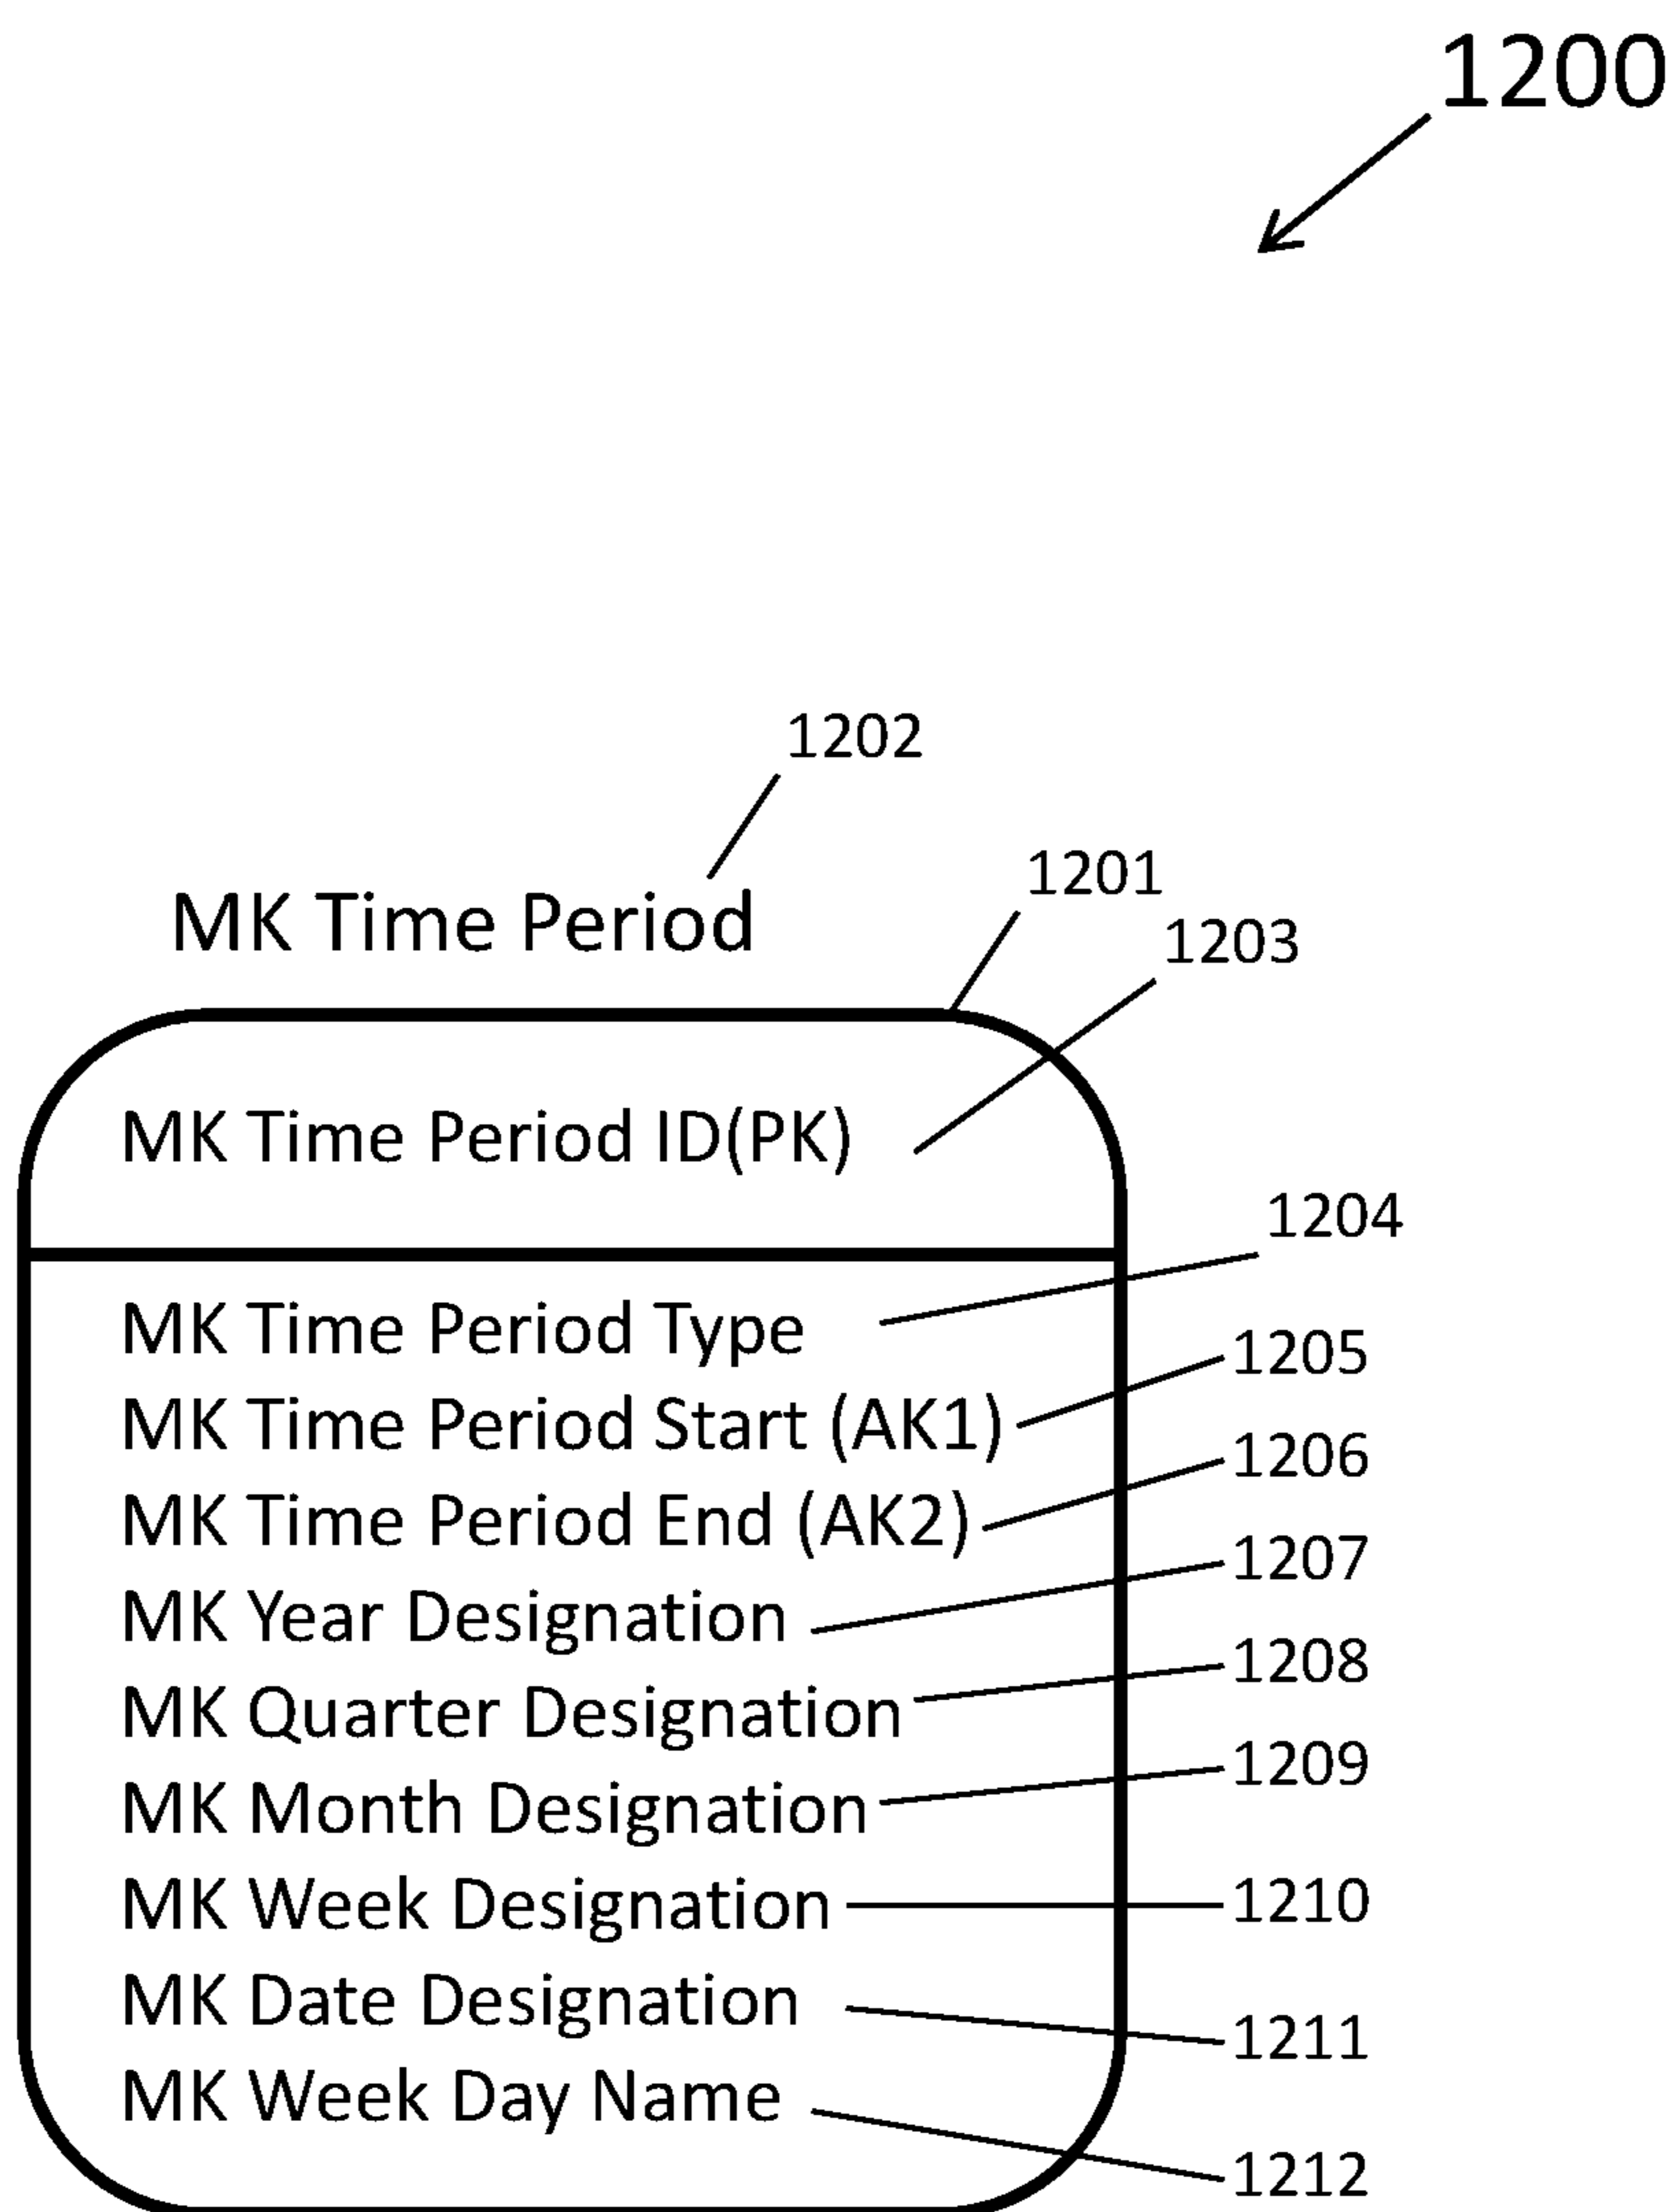 1200
1202
1201
MK Time Period
1203
MK Time Period ID(PK)
1204
MK Time Period Type
1205
MK Time Period Start (AK1)
1206
MK Time Period End (AK2)
1207
MK Year Designation
1208
MK Quarter Designation
1209
MK Month Designation
MK Week Designation 1210
MK Date Designation
1211
MK Week Day Name
1212